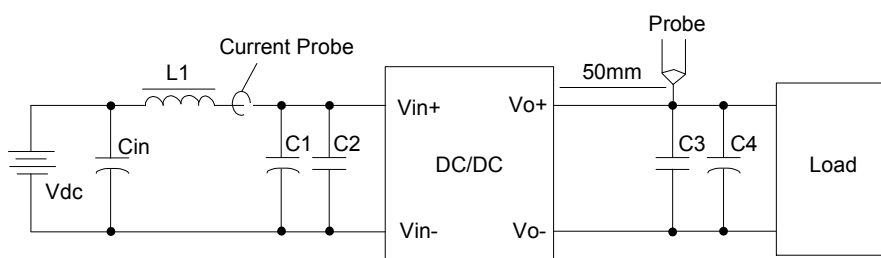 Probe
Current Probe
L1
50mm
Vin+
Vo+
Cin
C1
C2
C3
C4
DC/DC
Load
Vdc
Vin-
Vo-